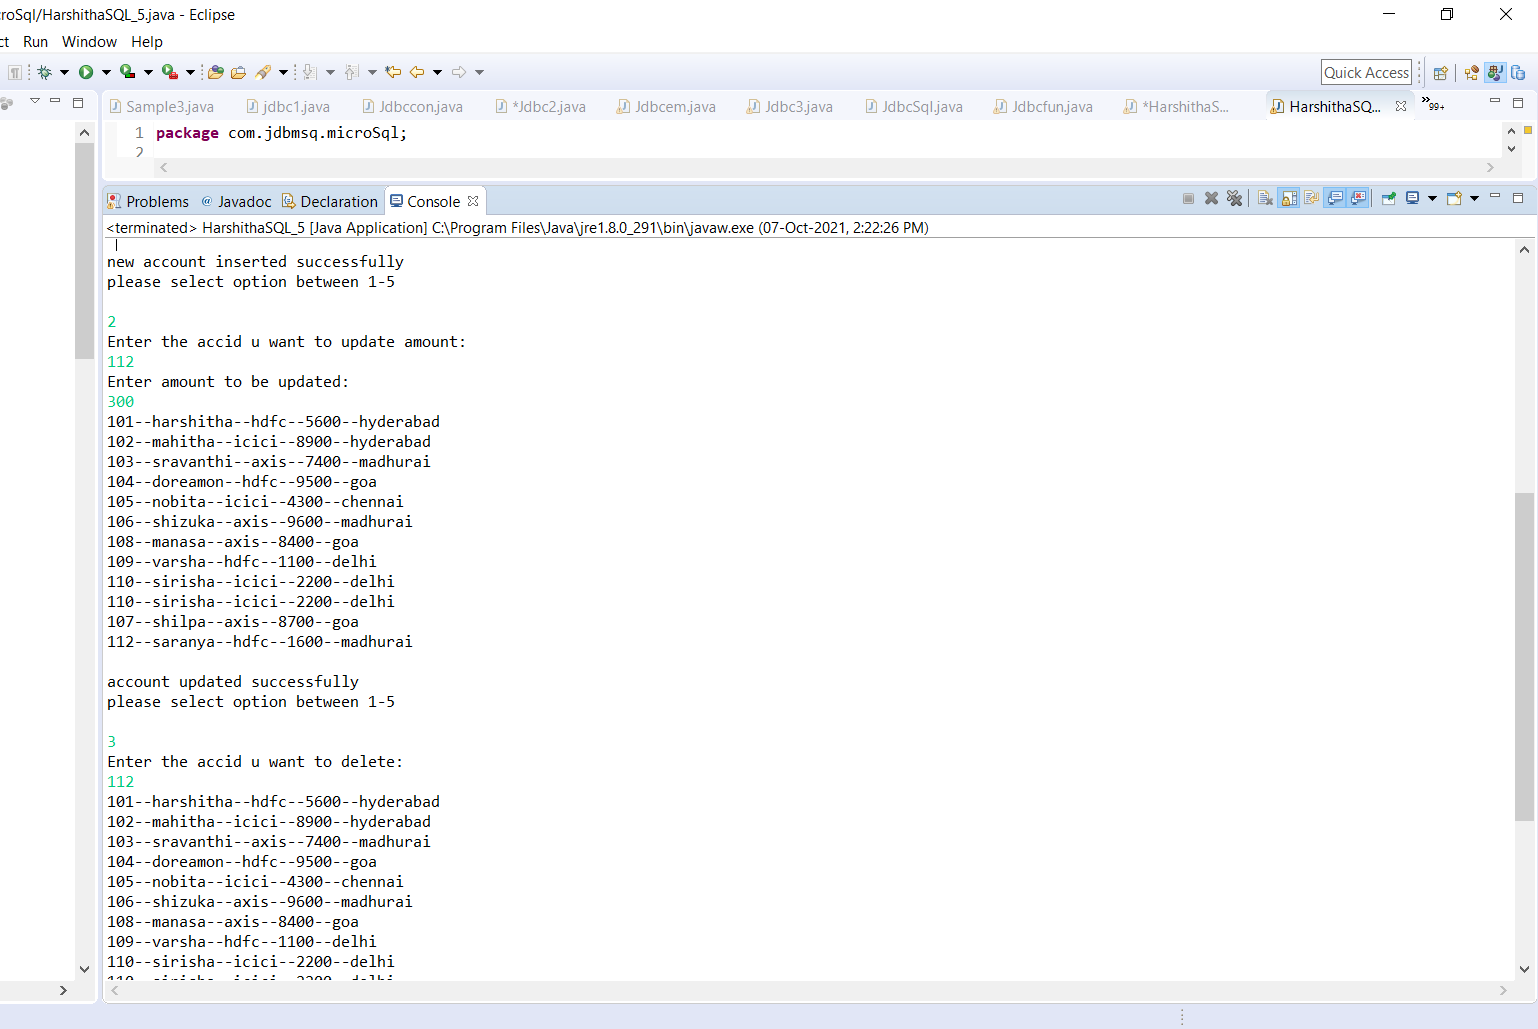 roSql/HarshithaSQL_5.java - Eclipse
ct Run Window Help
Quick Access
Sample3.java jdbc1.java Jdbccon.java *Jdbc2.java Jdbcem.java Jdbc3.java JdbcSql.java Jdbcfun.java *HarshithaS... HarshithaSQ... »99+
1 package com.jdbmsq.microSql;
2
Problems @ Javadoc Declaration Console
<terminated> HarshithaSQL_5 [Java Application] C:\Program Files\Java\jre1.8.0_291\bin\javaw.exe (07-Oct-2021, 2:22:26 PM)
new account inserted successfully
please select option between 1-5
2
Enter the accid u want to update amount:
112
Enter amount to be updated:
300
101--harshitha--hdfc--5600--hyderabad
102--mahitha--icici--8900--hyderabad
103--sravanthi--axis--7400--madhurai
104--doreamon--hdfc--9500--goa
105--nobita--icici--4300--chennai
106--shizuka--axis--9600--madhurai
108--manasa--axis--8400--goa
109--varsha--hdfc--1100--delhi
110--sirisha--icici--2200--delhi
110--sirisha--icici--2200--delhi
107--shilpa--axis--8700--goa
112--saranya--hdfc--1600--madhurai
account updated successfully
please select option between 1-5
3
Enter the accid u want to delete:
112
101--harshitha--hdfc--5600--hyderabad
102--mahitha--icici--8900--hyderabad
103--sravanthi--axis--7400--madhurai
104--doreamon--hdfc--9500--goa
105--nobita--icici--4300--chennai
106--shizuka--axis--9600--madhurai
108--manasa--axis--8400--goa
109--varsha--hdfc--1100--delhi
110--sirisha--icici--2200--delhi
110--sirisha--icici--2200--delhi